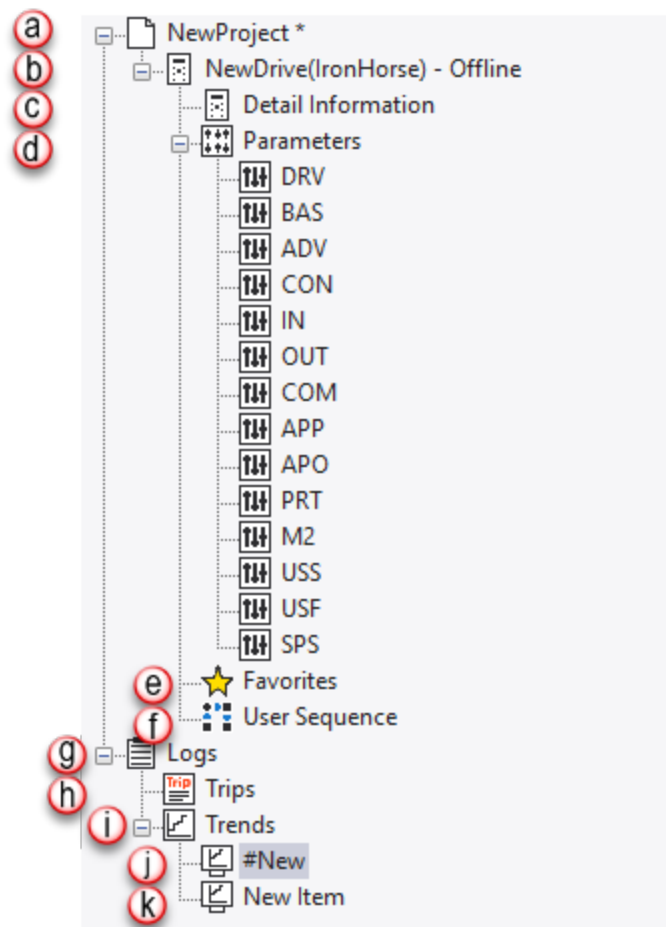 a NewProject *
b NewDrive(IronHorse) - Offline
c Detail Information
d Parameters
DRV
BAS
ADV
CON
IN
OUT
COM
APP
APO
PRT
M2
USS
USF
SPS
e Favorites
f User Sequence
g Logs
h Trip Trips
i Trends
j #New
k New Item